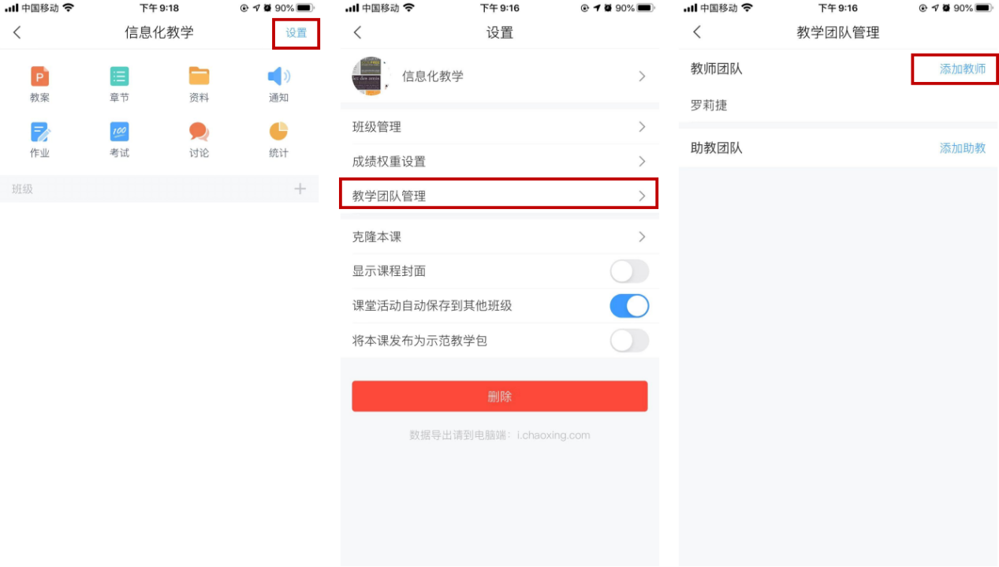 中国移动 下午 9:18 90%
信息化教学 设置
P
教案 章节 资料 通知
100
作业 考试 讨论 统计
班级
中国移动 下午 9:16 90%
设置
信息化教学
班级管理
成绩权重设置
教学团队管理
克隆本课
显示课程封面
课堂活动自动保存到其他班级
将本课发布为示范教学包
删除
数据导出请到电脑端：i.chaoxing.com
中国移动 下午 9:16 90%
教学团队管理
教师团队 添加教师
罗莉捷
助教团队 添加助教